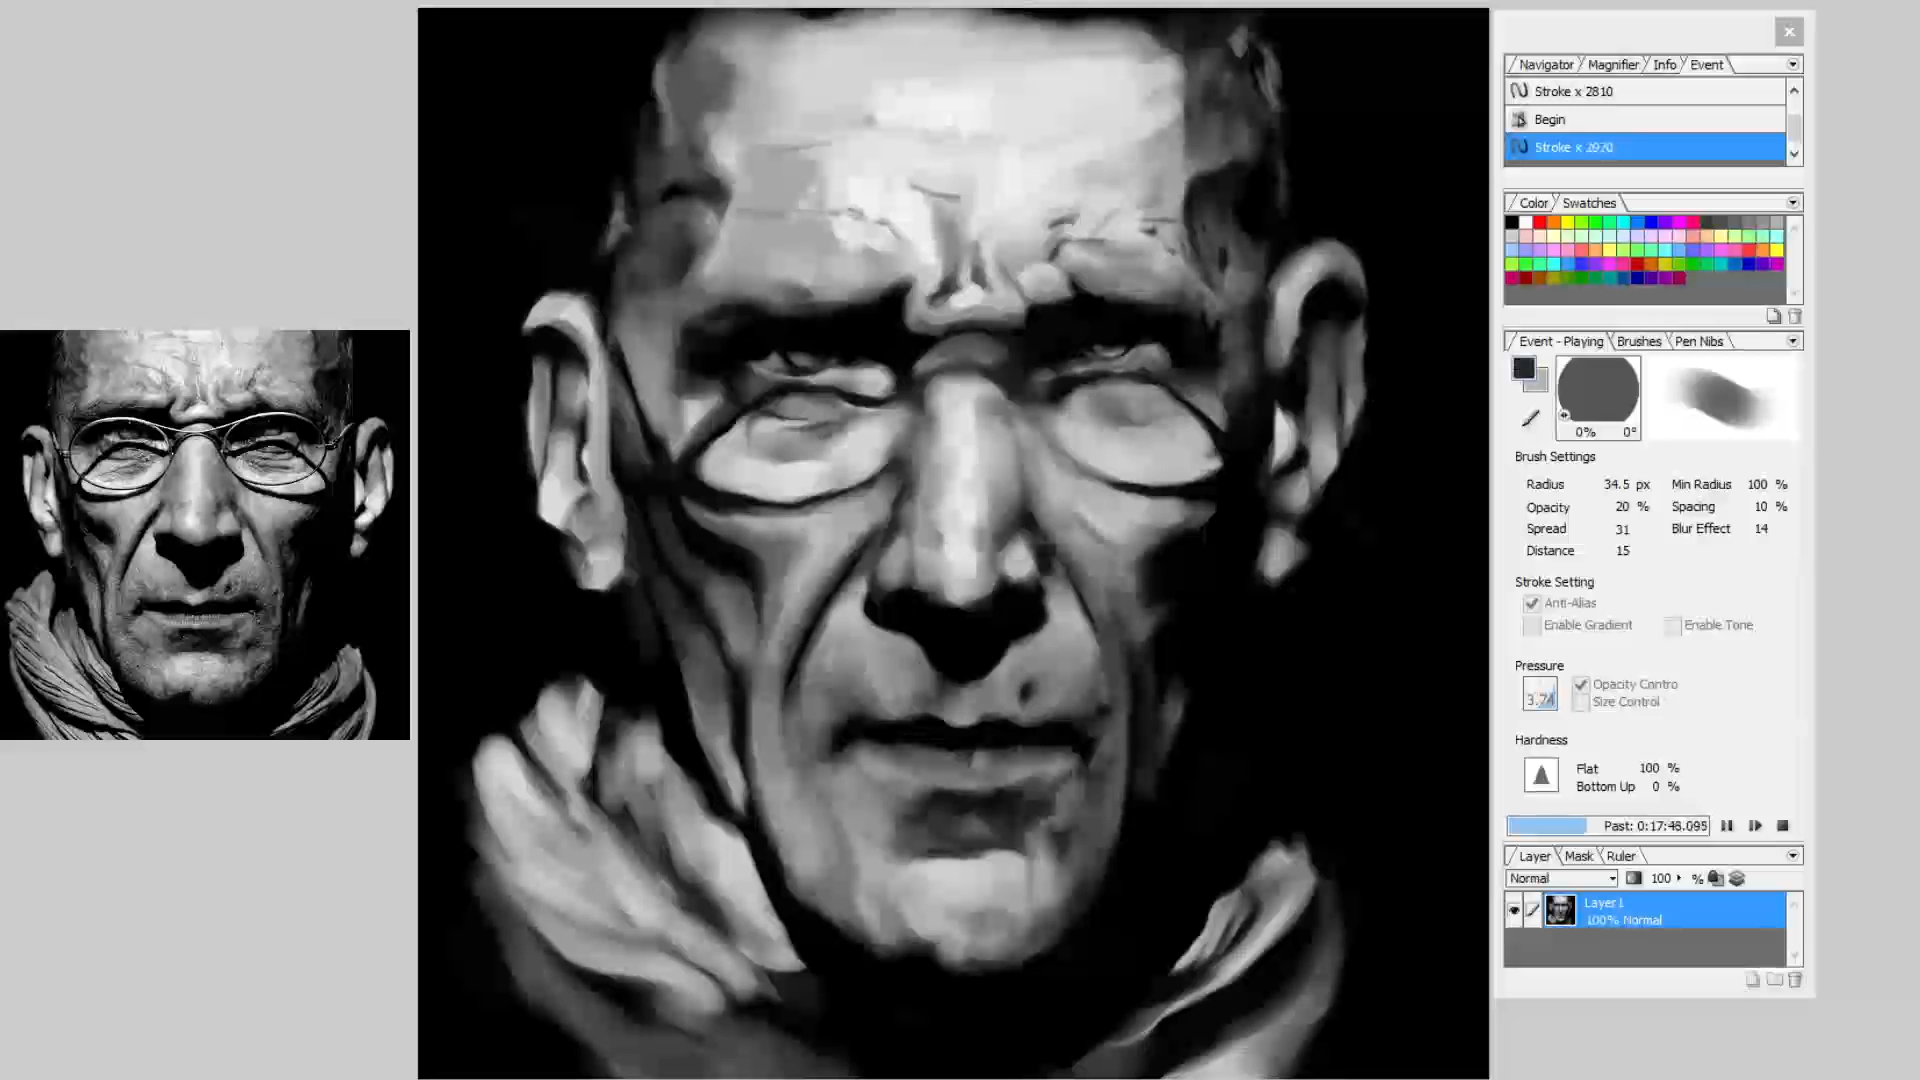 Navigator Magnifier Info Event
Stroke x 2810
Begin
Stroke x 2970
Color Swatches
Event - Playing Brushes Pen Nibs
0% 0°
Brush Settings
Radius 34.5 px Min Radius 100 %
Opacity 20 % Spacing 10 %
Spread 31 Blur Effect 14
Distance 15
Stroke Setting
Anti-Alias
Enable Gradient Enable Tone
Pressure
3.74 Opacity Contro
Size Control
Hardness
Flat 100 %
Bottom Up 0 %
Past: 0:17:48.095
Layer Mask Ruler
Normal 100 %
Layer 1
100% Normal